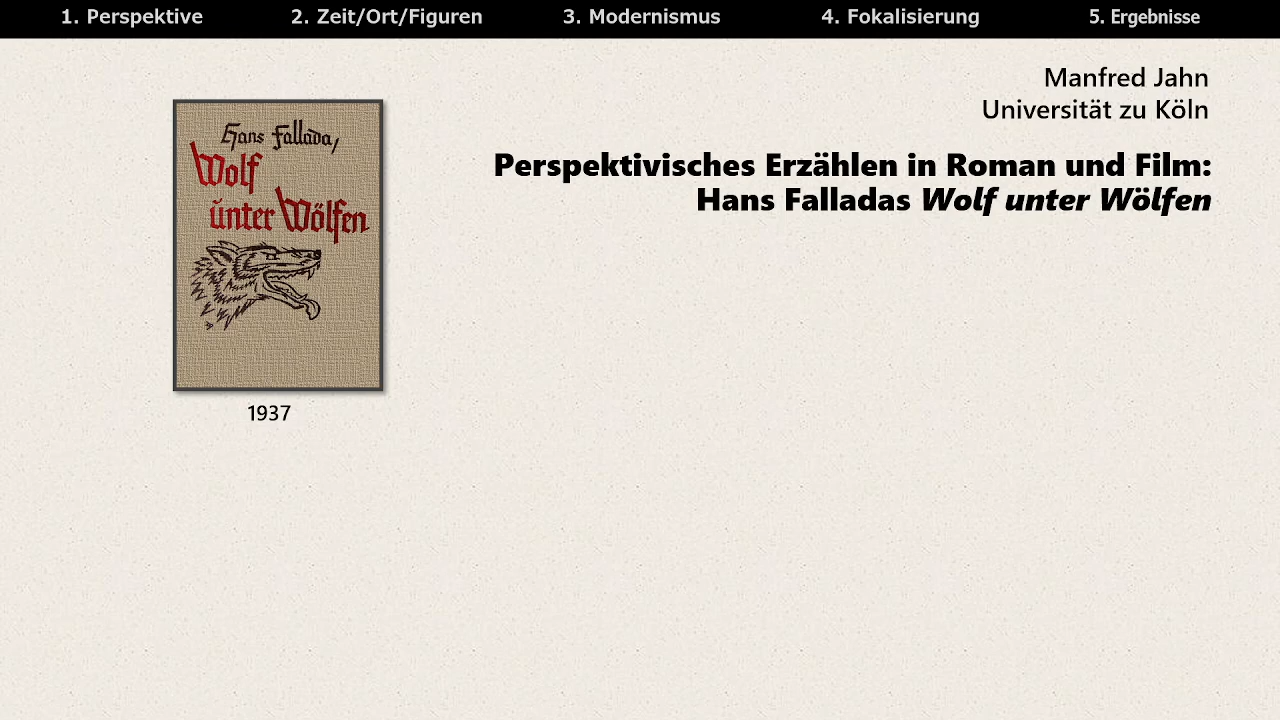 1. Perspektive 2. Zeit/Ort/Figuren 3. Modernismus 4. Fokalisierung 5. Ergebnisse
Manfred Jahn
Universität zu Köln
Perspektivisches Erzählen in Roman und Film:
Hans Falladas Wolf unter Wölfen
Hans Fallada,
Wolf
unter Wölfen
1937